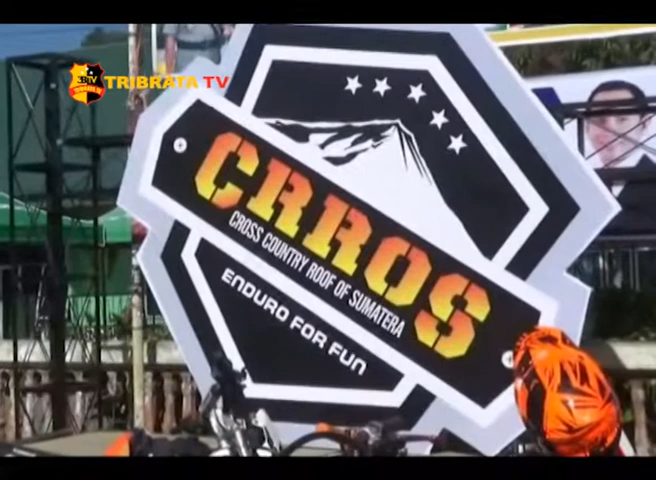 TRIBRATA TV
CRROS
CROSS COUNTRY ROOF OF SUMATERA
ENDURO FOR FUN